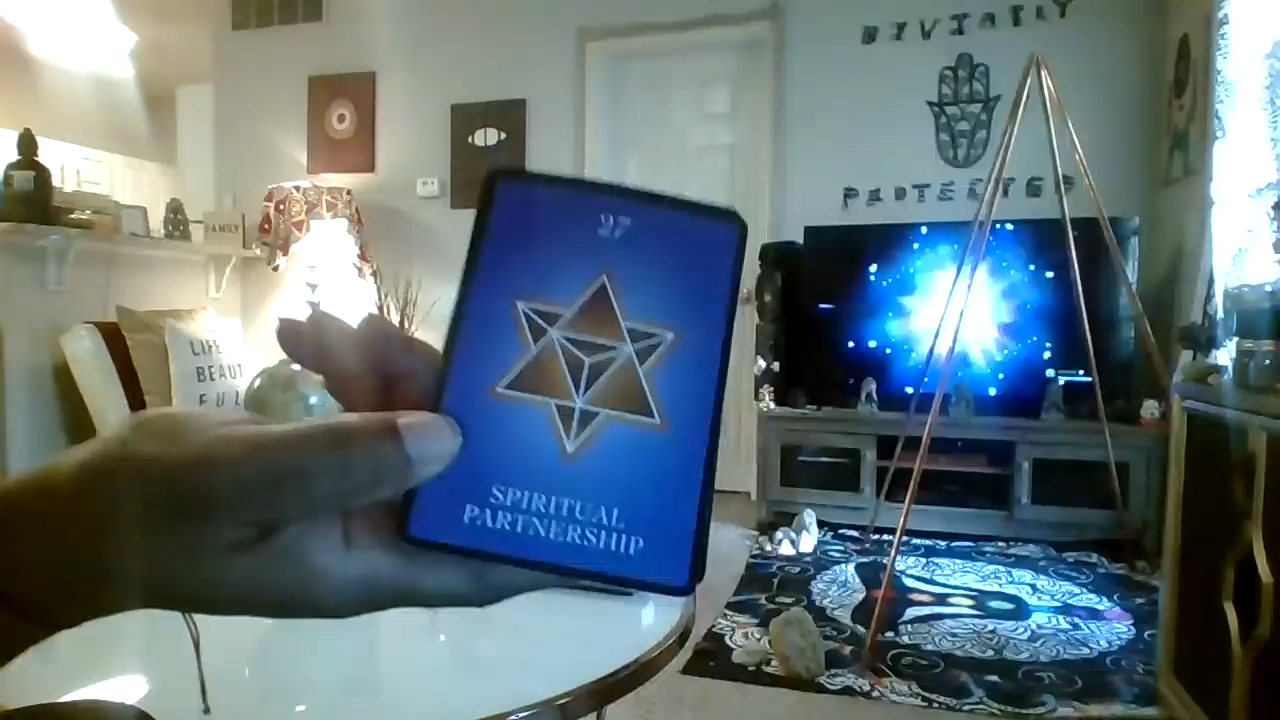 DIVINELY
PROTECTED
FAMILY
LIFE
BEAUT
FUL
27
SPIRITUAL
PARTNERSHIP